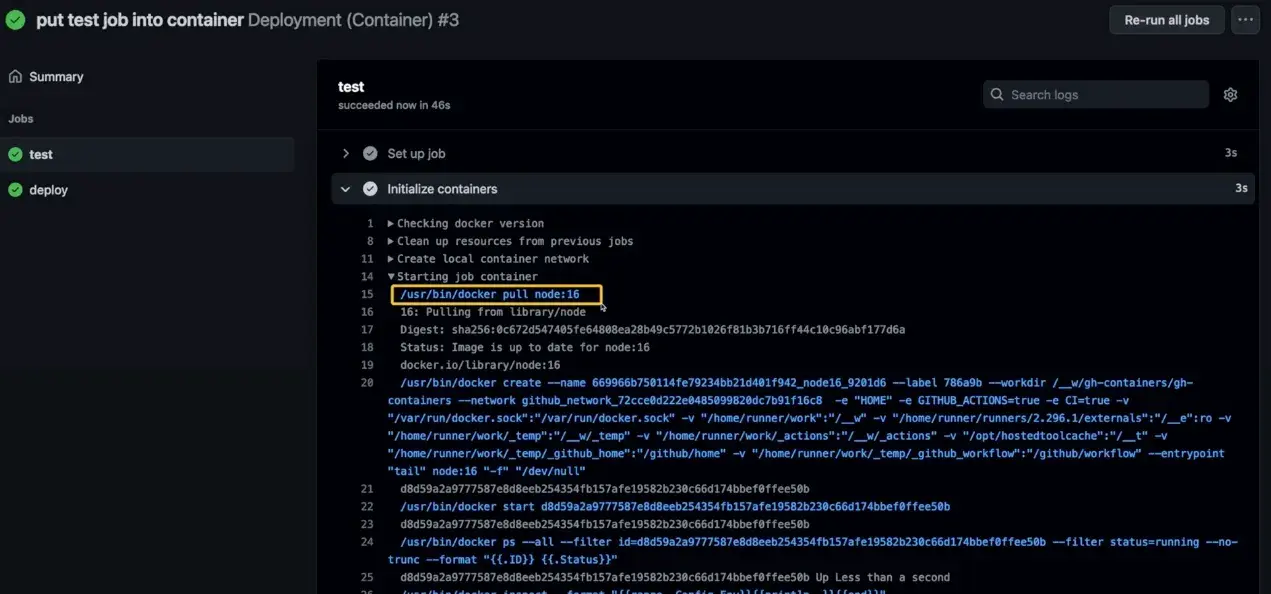 put test job into container Deployment (Container) #3
Re-run all jobs
Summary
Jobs
test
deploy
test
succeeded now in 46s
Search logs
Set up job
3s
Initialize containers
3s
1 Checking docker version
8 Clean up resources from previous jobs
11 Create local container network
14 Starting job container
15 /usr/bin/docker pull node:16
16 16: Pulling from library/node
17 Digest: sha256:0c672d547405fe64808ea28b49c5772b1026f81b3b716ff44c10c96abf177d6a
18 Status: Image is up to date for node:16
19 docker.io/library/node:16
20 /usr/bin/docker create --name 669966b750114fe79234bb21d401f942_node16_9201d6 --label 786a9b --workdir /__w/gh-containers/gh-
containers --network github_network_72cce0d222e0485099820dc7b91f16c8 -e "HOME" -e GITHUB_ACTIONS=true -e CI=true -v
"/var/run/docker.sock":"/var/run/docker.sock" -v "/home/runner/work":"/__w" -v "/home/runner/runners/2.296.1/externals":"/__e":ro -v
"/home/runner/work/_temp":"/__w/_temp" -v "/home/runner/work/_actions":"/__w/_actions" -v "/opt/hostedtoolcache":"/__t" -v
"/home/runner/work/_temp/_github_home":"/github/home" -v "/home/runner/work/_temp/_github_workflow":"/github/workflow" --entrypoint
"tail" node:16 "-f" "/dev/null"
21 d8d59a2a9777587e8d8eeb254354fb157afe19582b230c66d174bbef0ffee50b
22 /usr/bin/docker start d8d59a2a9777587e8d8eeb254354fb157afe19582b230c66d174bbef0ffee50b
23 d8d59a2a9777587e8d8eeb254354fb157afe19582b230c66d174bbef0ffee50b
24 /usr/bin/docker ps --all --filter id=d8d59a2a9777587e8d8eeb254354fb157afe19582b230c66d174bbef0ffee50b --filter status=running --no-
trunc --format "{{.ID}} {{.Status}}"
25 d8d59a2a9777587e8d8eeb254354fb157afe19582b230c66d174bbef0ffee50b Up Less than a second